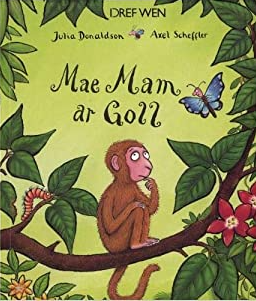 DREF WEN
Julia Donaldson Axel Scheffler
Mae Mam
ar Goll